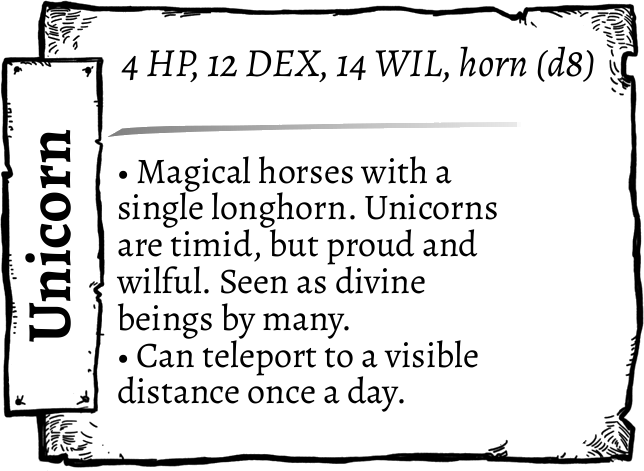 4 HP, 12 DEX, 14 WIL, horn (d8)
Unicorn
• Magical horses with a
single longhorn. Unicorns
are timid, but proud and
wilful. Seen as divine
beings by many.
• Can teleport to a visible
distance once a day.